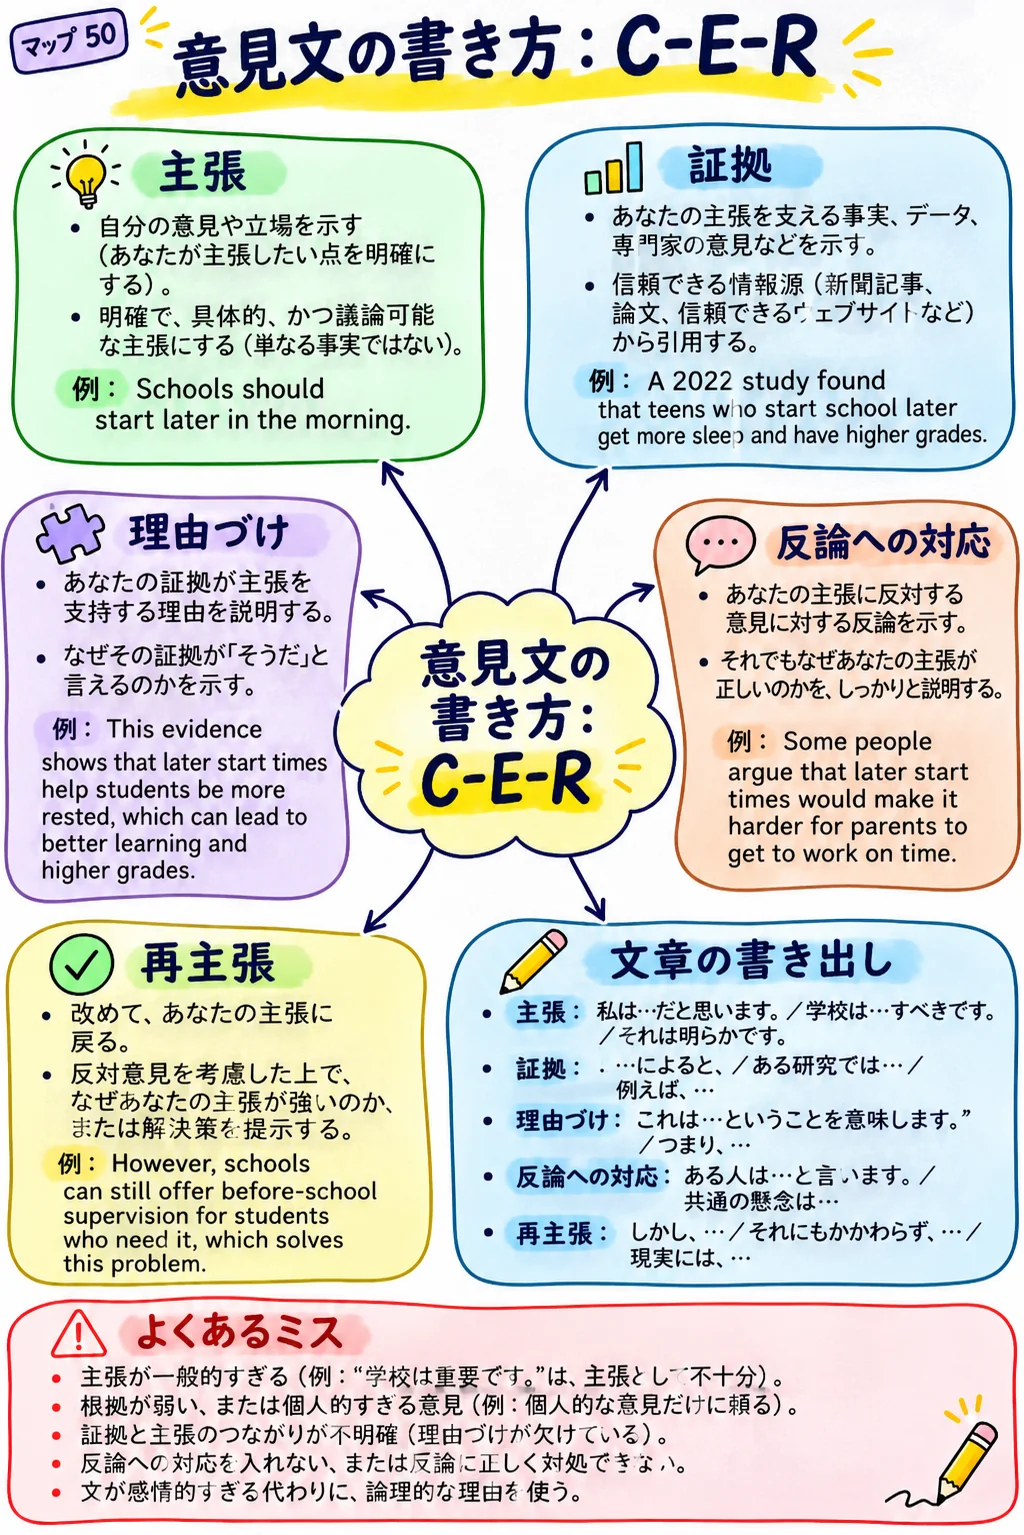 マップ 50
意見文の書き方：C-E-R
主張
• 自分の意見や立場を示す
（あなたが主張したい点を明確に
する）。
• 明確で、具体的、かつ議論可能
な主張にする（単なる事実ではない）。
例： Schools should
start later in the morning.
証拠
• あなたの主張を支える事実、データ、
専門家の意見などを示す。
• 信頼できる情報源（新聞記事、
論文、信頼できるウェブサイトなど）
から引用する。
例： A 2022 study found
that teens who start school later
get more sleep and have higher grades.
理由づけ
• あなたの証拠が主張を
支持する理由を説明する。
• なぜその証拠が「そうだ」と
言えるのかを示す。
例： This evidence
shows that later start times
help students be more
rested, which can lead to
better learning and
higher grades.
意見文の
書き方：
C-E-R
反論への対応
• あなたの主張に反対する
意見に対する反論を示す。
• それでもなぜあなたの主張が
正しいのかを、しっかりと説明する。
例： Some people
argue that later start
times would make it
harder for parents to
get to work on time.
再主張
• 改めて、あなたの主張に
戻る。
• 反対意見を考慮した上で、
なぜあなたの主張が強いのか、
または解決策を提示する。
例： However, schools
can still offer before-school
supervision for students
who need it, which solves
this problem.
文章の書き出し
• 主張： 私は…だと思います。／学校は…すべきです。
／それは明らかです。
• 証拠： . …によると、／ある研究では…／
例えば、…
• 理由づけ： これは…ということを意味します。”
／つまり、…
• 反論への対応： ある人は…と言います。／
共通の懸念は…
• 再主張： しかし、…／それにもかかわらず、…／
現実には、…
よくあるミス
• 主張が一般的すぎる（例：“学校は重要です。”は、主張として不十分）。
• 根拠が弱い、または個人的すぎる意見（例：個人的な意見だけに頼る）。
• 証拠と主張のつながりが不明確（理由づけが欠けている）。
• 反論への対応を入れない、または反論に正しく対処できない。
• 文が感情的すぎる代わりに、論理的な理由を使う。